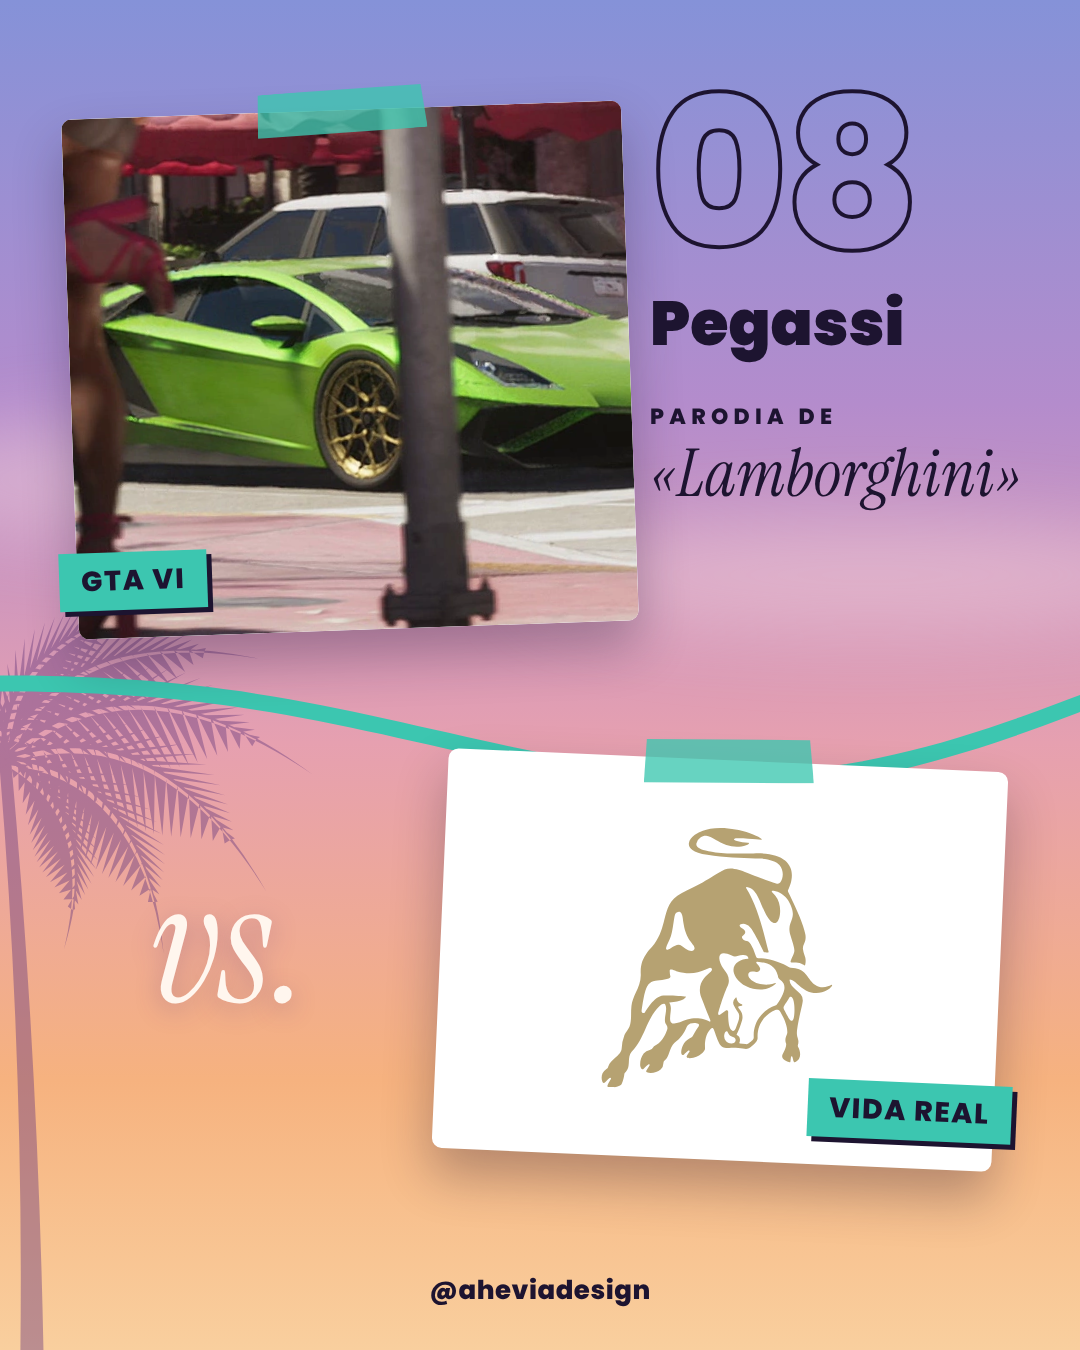 08
Pegassi
PARODIA DE
«Lamborghini»
GTA VI
vs.
VIDA REAL
@aheviadesign